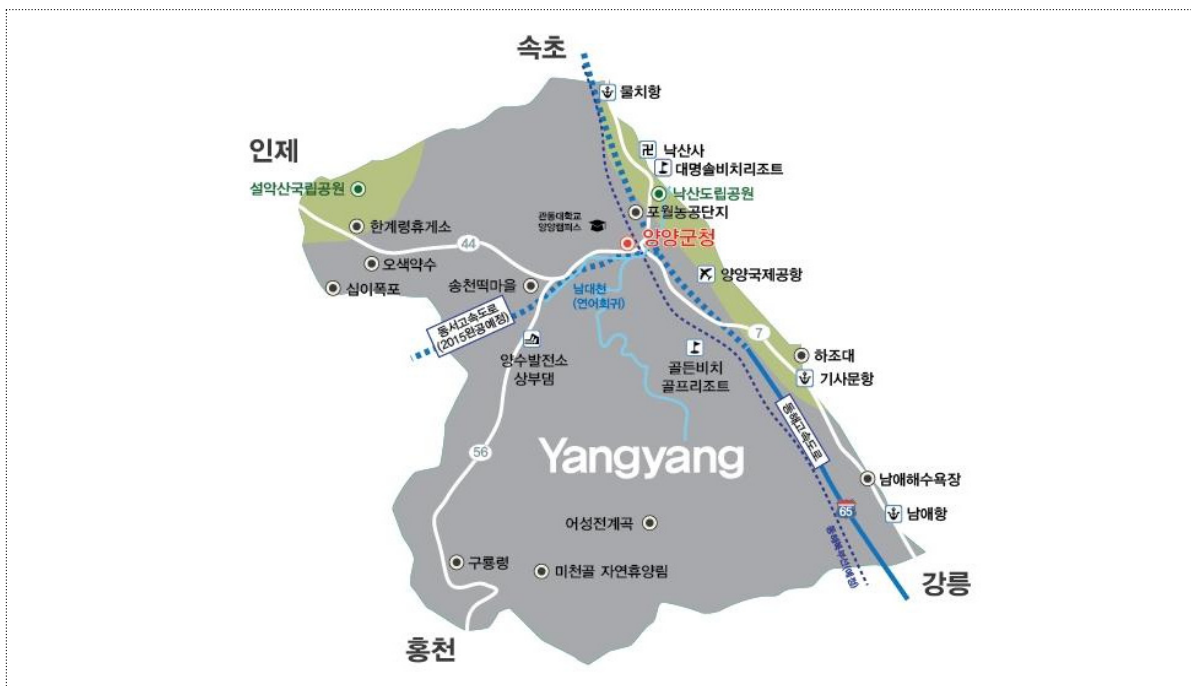 속초
물치항
인제
낙산사
대명솔비치리조트
설악산국립공원
낙산도립공원
포월농공단지
한계령휴게소
관동대학교
양양캠퍼스
양양군청
44
오색약수
양양국제공항
십이폭포
송천떡마을
남대천
(연어회귀)
동서고속도로
(2015완공예정)
7
양수발전소
상부댐
골든비치
골프리조트
하조대
기사문항
동해고속도로
56
Yangyang
남애해수욕장
65
남애항
어성전계곡
동해북부선(예정)
구룡령
미천골 자연휴양림
강릉
홍천